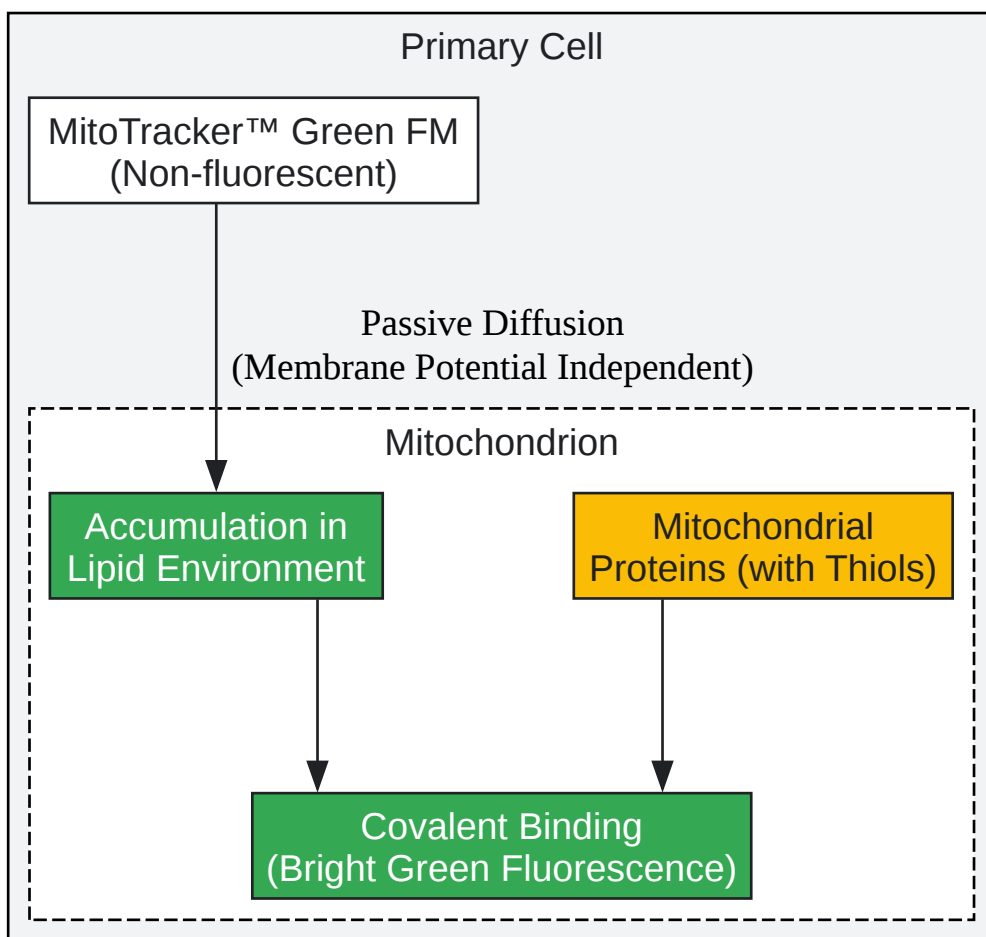 Primary Cell
MitoTracker™ Green FM
(Non-fluorescent)
Passive Diffusion
(Membrane Potential Independent)
Mitochondrion
Accumulation in
Lipid Environment
Mitochondrial
Proteins (with Thiols)
Covalent Binding
(Bright Green Fluorescence)